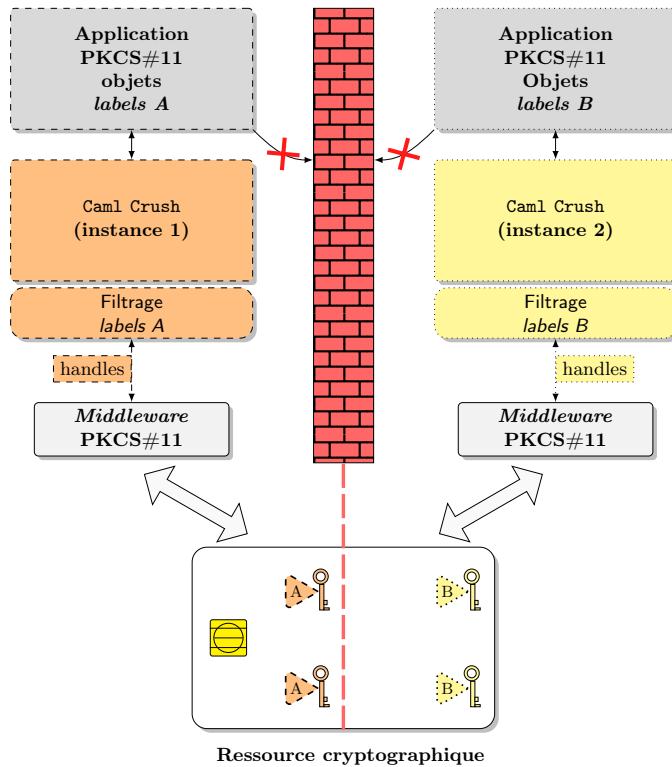 Application
PKCS#11
objets
labels A
Application
PKCS#11
Objets
labels B
Caml Crush
(instance 1)
Caml Crush
(instance 2)
Filtrage
labels A
Filtrage
labels B
handles
handles
Middleware
PKCS#11
Middleware
PKCS#11
A
B
A
B
Ressource cryptographique